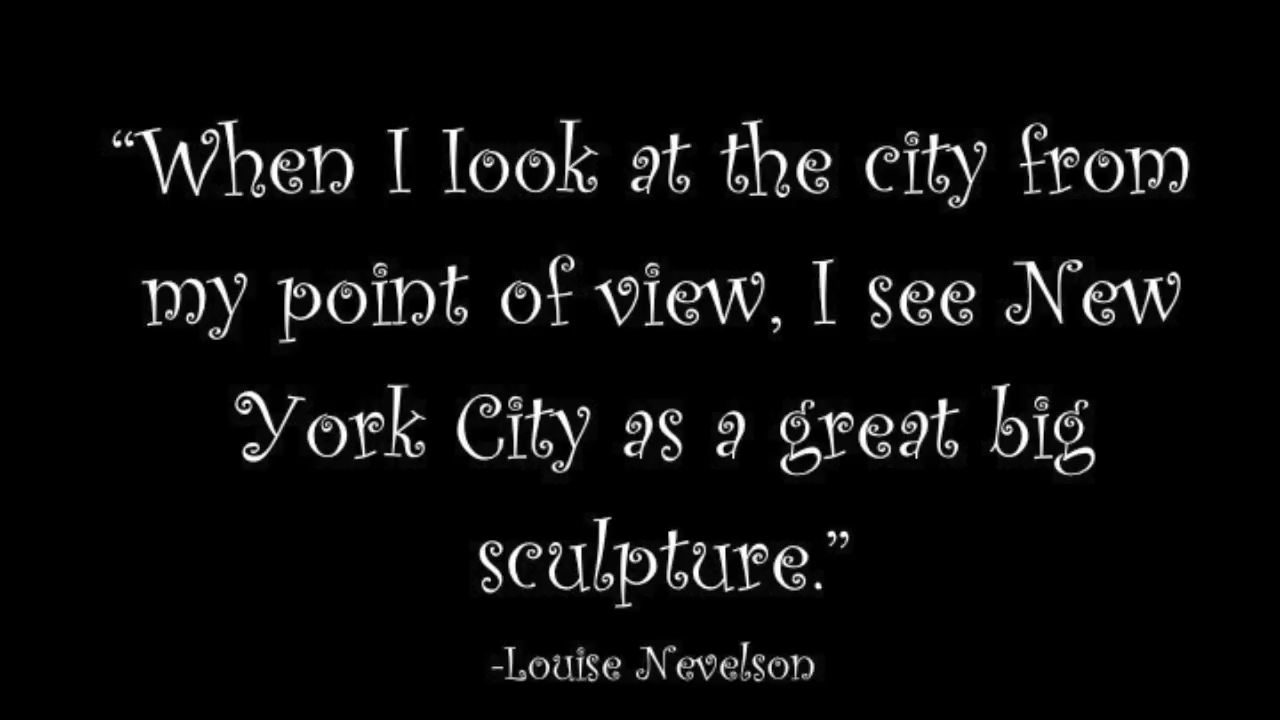 “When I look at the city from
my point of view, I see New
York City as a great big
sculpture.”
-Louise Nevelson